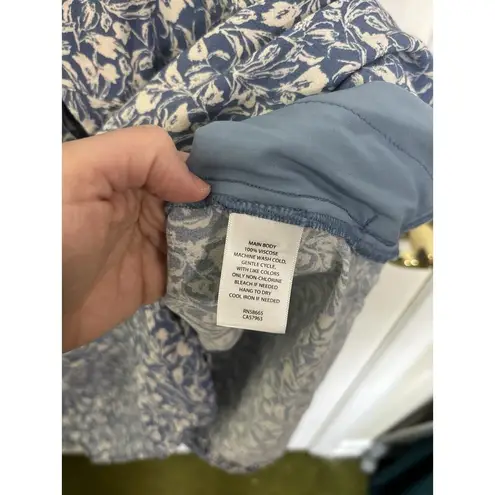 MAIN BODY
100% VISCOSE
MACHINE WASH COLD,
GENTLE CYCLE,
WITH LIKE COLORS
ONLY NON-CHLORINE
BLEACH IF NEEDED
HANG TO DRY
COOL IRON IF NEEDED
RN58665
CA57963